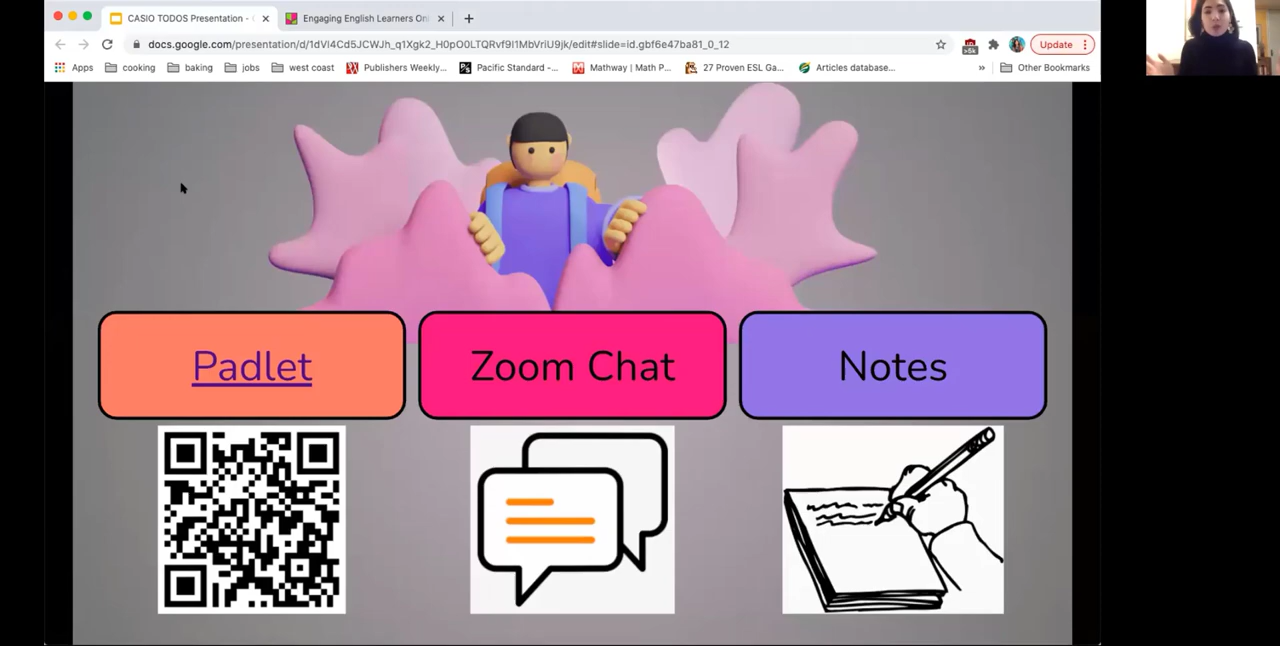 CASIO TODOS Presentation -
Engaging English Learners Onl
docs.google.com/presentation/d/1dVi4Cd5JCWJh_q1Xgk2_H0pO0LTQRvf9l1MbVriU9jk/edit#slide=id.gbf6e47ba81_0_12
Update
Apps
cooking
baking
jobs
west coast
Publishers Weekly...
Pacific Standard -...
Mathway | Math P...
27 Proven ESL Ga...
Articles database...
»
Other Bookmarks
Padlet
Zoom Chat
Notes